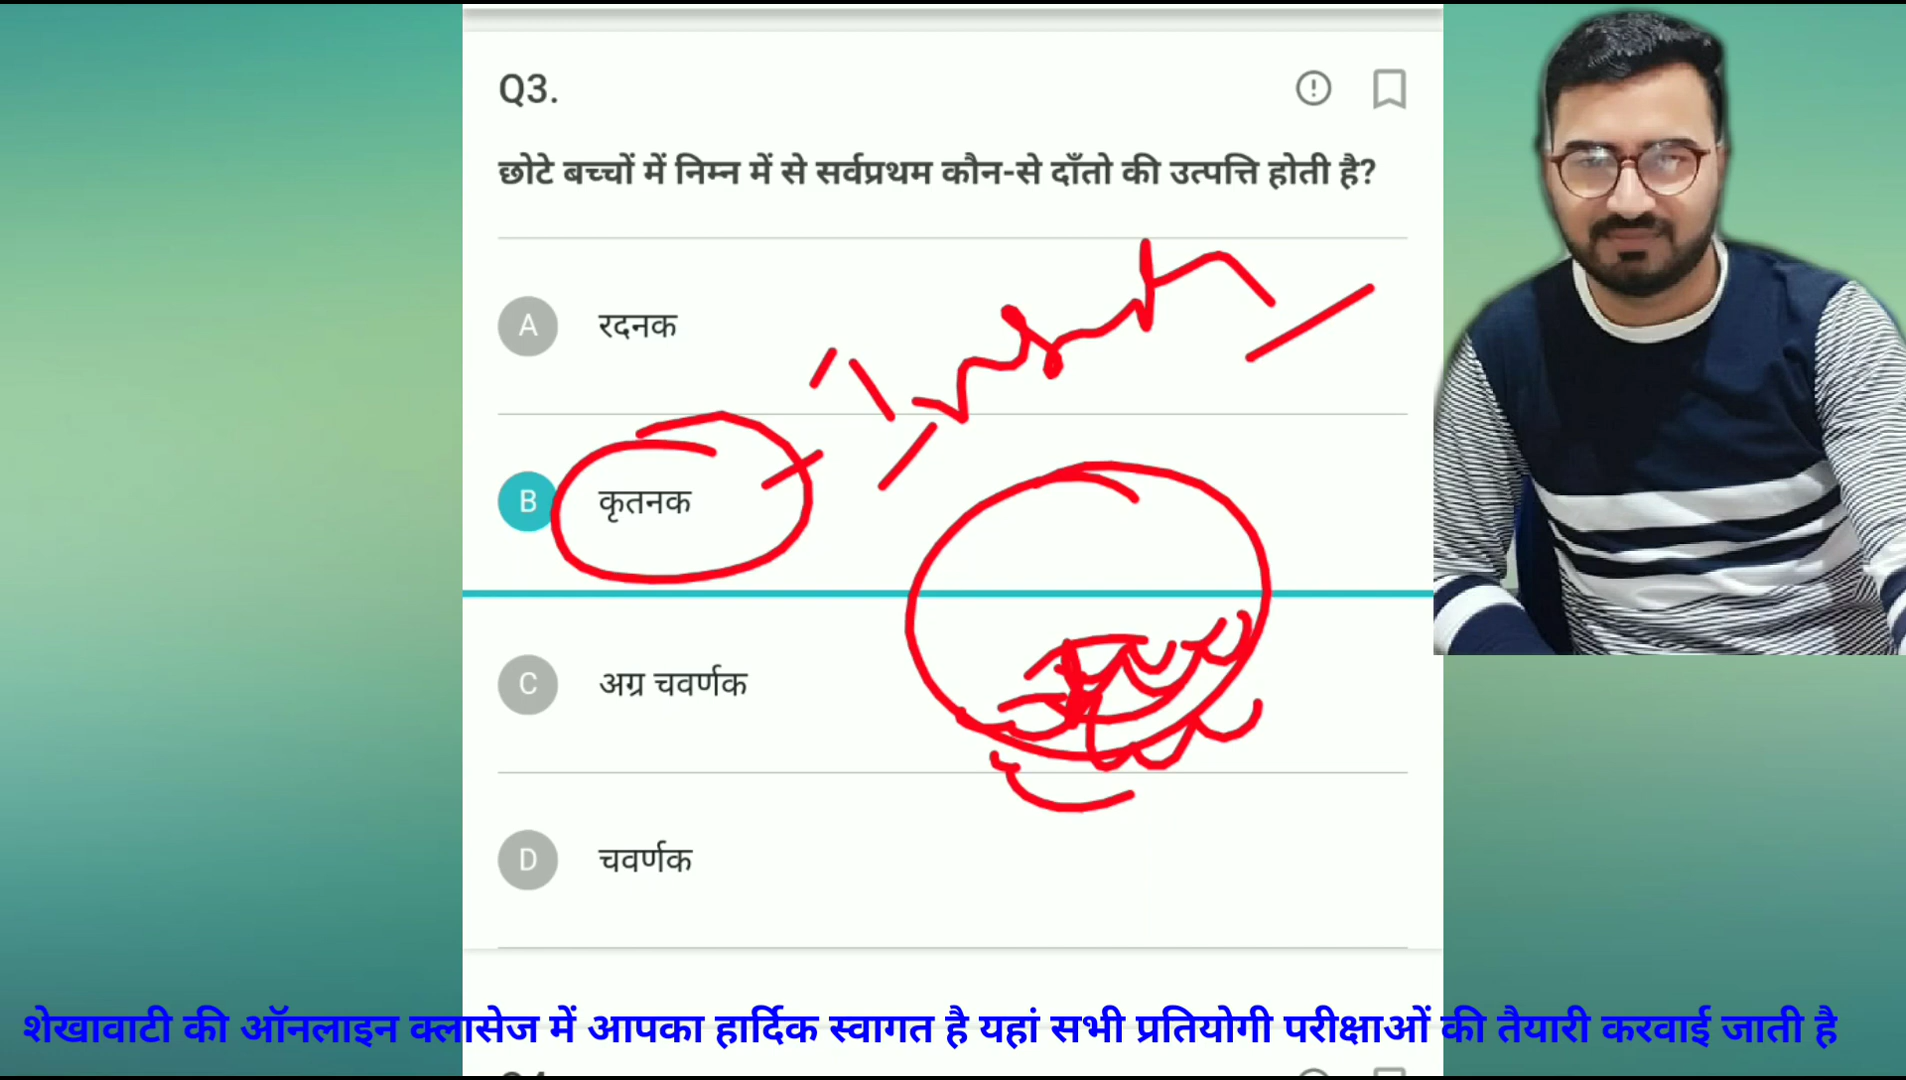 Q3.
छोटे बच्चों में निम्न में से सर्वप्रथम कौन-से दाँतो की उत्पत्ति होती है?
A रदनक
B कृतनक
C अग्र चवर्णक
D चवर्णक
शेखावाटी की ऑनलाइन क्लासेज में आपका हार्दिक स्वागत है यहां सभी प्रतियोगी परीक्षाओं की तैयारी करवाई जाती है